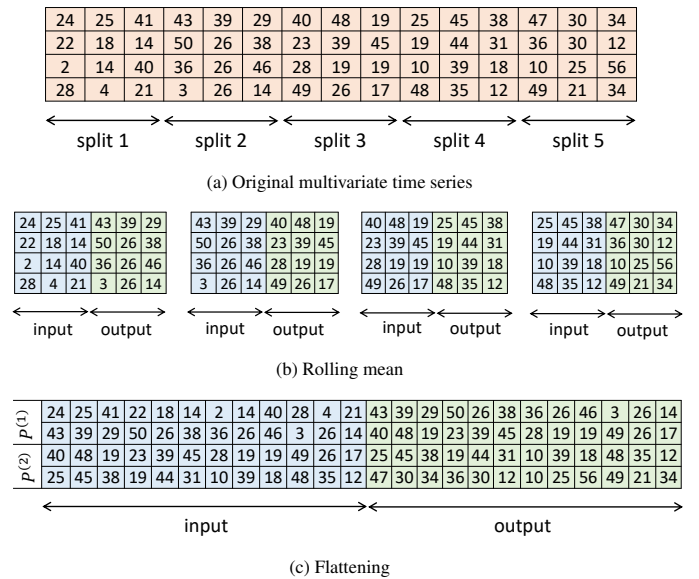 24 25 41 43 39 29 40 48 19 25 45 38 47 30 34
22 18 14 50 26 38 23 39 45 19 44 31 36 30 12
2 14 40 36 26 46 28 19 19 10 39 18 10 25 56
28 4 21 3 26 14 49 26 17 48 35 12 49 21 34
split 1 split 2 split 3 split 4 split 5
(a) Original multivariate time series
24 25 41 43 39 29 43 39 29 40 48 19 40 48 19 25 45 38 25 45 38 47 30 34
22 18 14 50 26 38 50 26 38 23 39 45 23 39 45 19 44 31 19 44 31 36 30 12
2 14 40 36 26 46 36 26 46 28 19 19 28 19 19 10 39 18 10 39 18 10 25 56
28 4 21 3 26 14 3 26 14 49 26 17 49 26 17 48 35 12 48 35 12 49 21 34
input output input output input output input output
(b) Rolling mean
P(1)
24 25 41 22 18 14 2 14 40 28 4 21 43 39 29 50 26 38 36 26 46 3 26 14
43 39 29 50 26 38 36 26 46 3 26 14 40 48 19 23 39 45 28 19 19 49 26 17
P(2)
40 48 19 23 39 45 28 19 19 49 26 17 25 45 38 19 44 31 10 39 18 48 35 12
25 45 38 19 44 31 10 39 18 48 35 12 47 30 34 36 30 12 10 25 56 49 21 34
input output
(c) Flattening